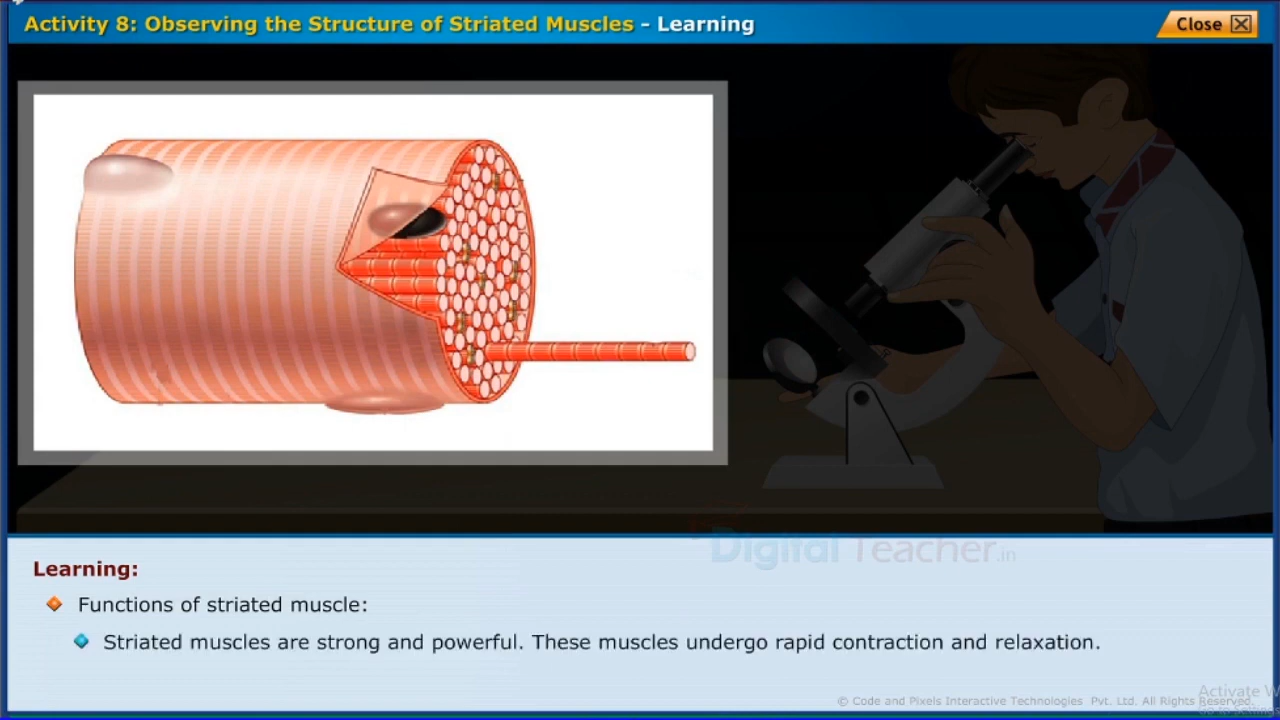 Activity 8: Observing the Structure of Striated Muscles – Learning
Close
Digital Teacher.in
Learning:
Functions of striated muscle:
Striated muscles are strong and powerful. These muscles undergo rapid contraction and relaxation.
Activate W
© Code and Pixels Interactive Technologies Pvt. Ltd. All Rights Reserved.